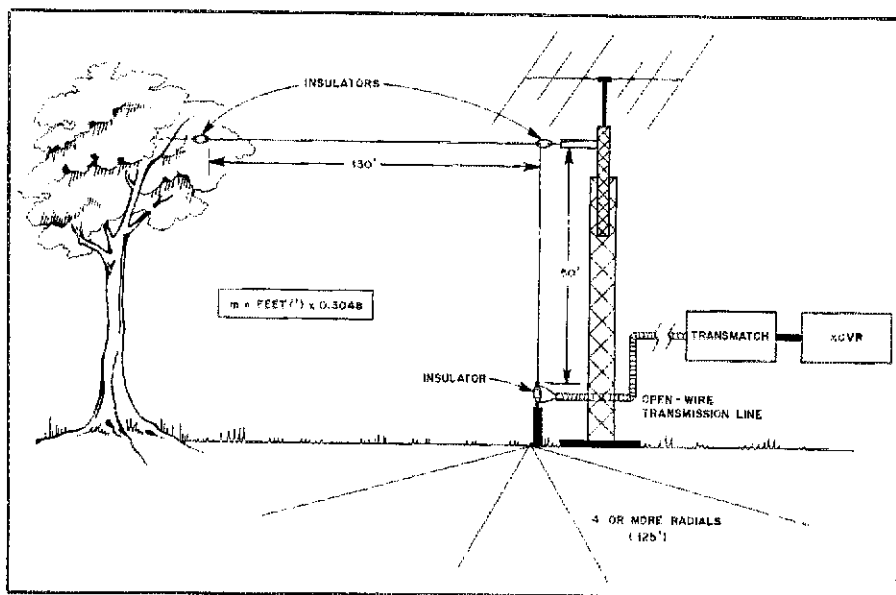 INSULATORS
130'
50'
m = FEET(') x 0.3048
TRANSMATCH
XCVR
INSULATOR
OPEN-WIRE
TRANSMISSION LINE
4 OR MORE RADIALS
(125')